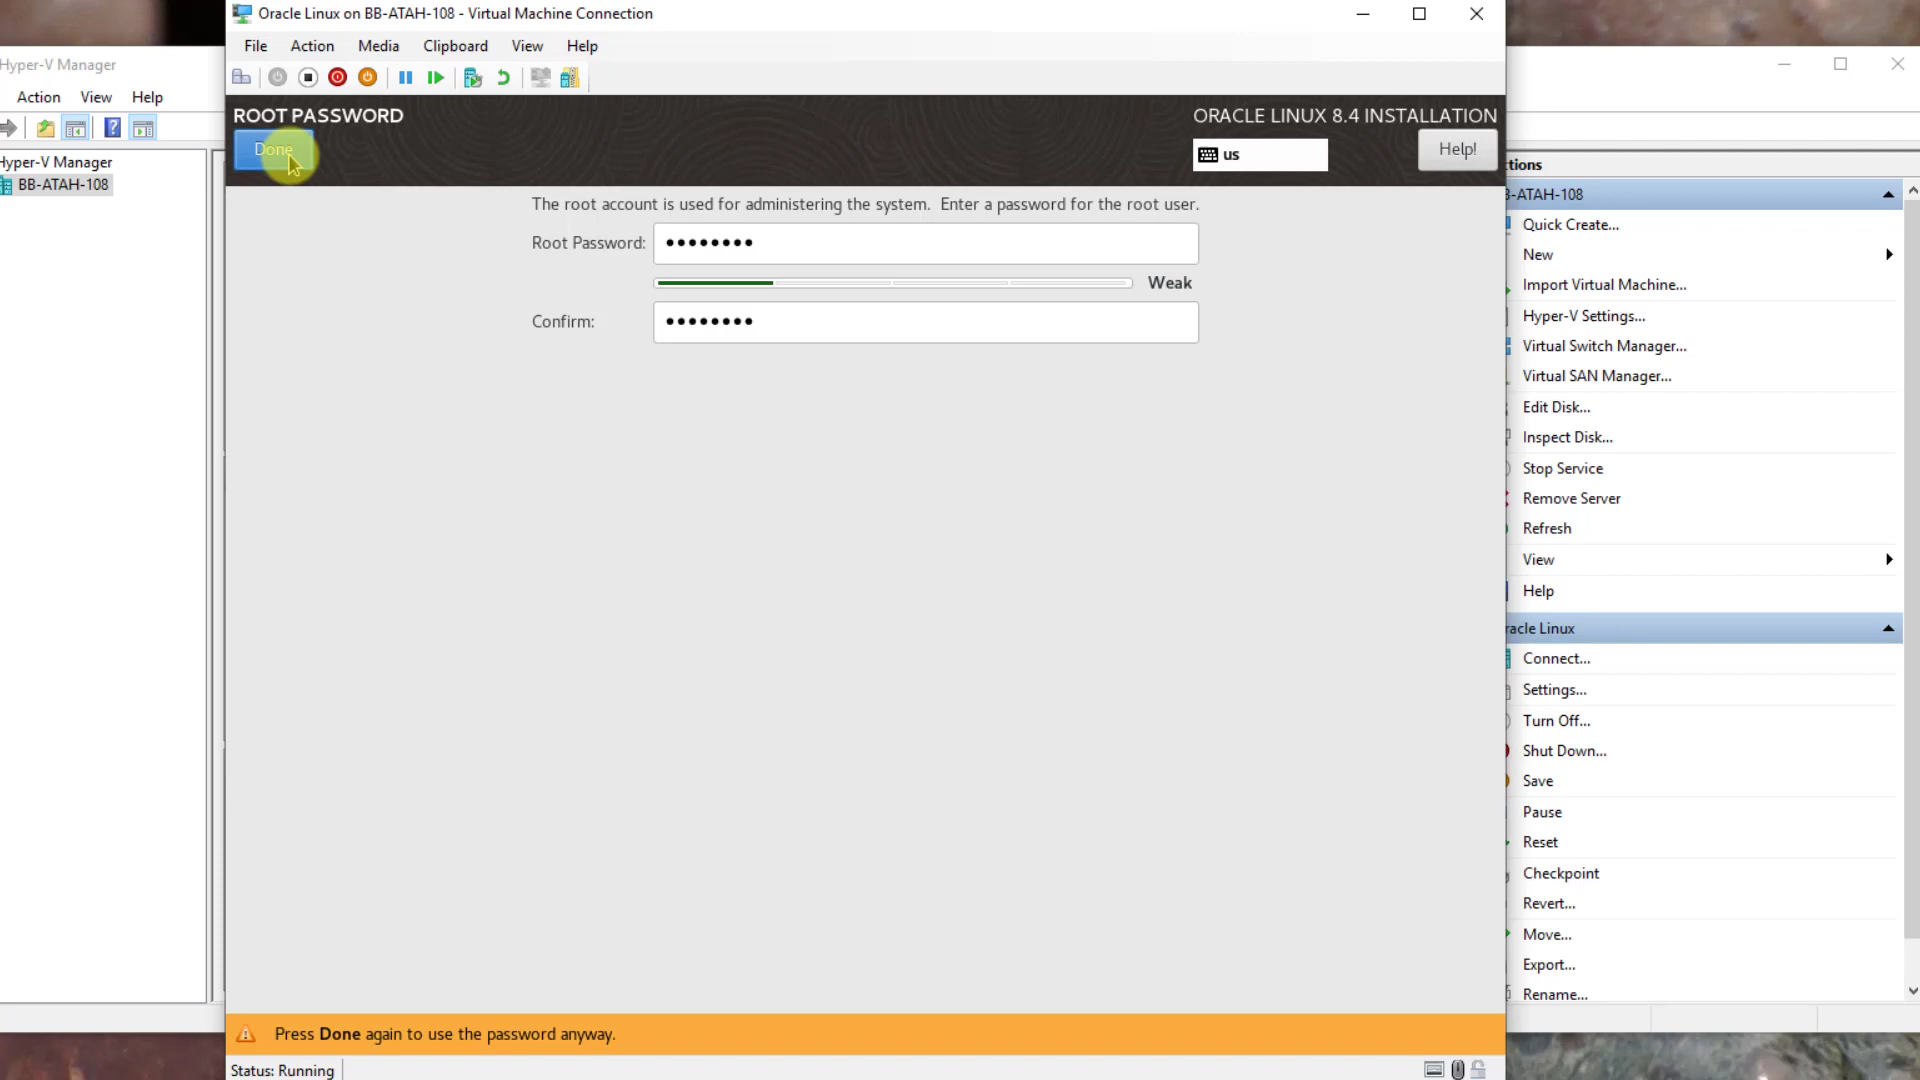 Oracle Linux on BB-ATAH-108 - Virtual Machine Connection
File Action Media Clipboard View Help
Hyper-V Manager
Action View Help
Hyper-V Manager
BB-ATAH-108
ROOT PASSWORD
Done
ORACLE LINUX 8.4 INSTALLATION
us
Help!
The root account is used for administering the system. Enter a password for the root user.
Root Password: ••••••••
Weak
Confirm: ••••••••
Press Done again to use the password anyway.
Status: Running
tions
B-ATAH-108
Quick Create...
New
Import Virtual Machine...
Hyper-V Settings...
Virtual Switch Manager...
Virtual SAN Manager...
Edit Disk...
Inspect Disk...
Stop Service
Remove Server
Refresh
View
Help
racle Linux
Connect...
Settings...
Turn Off...
Shut Down...
Save
Pause
Reset
Checkpoint
Revert...
Move...
Export...
Rename...